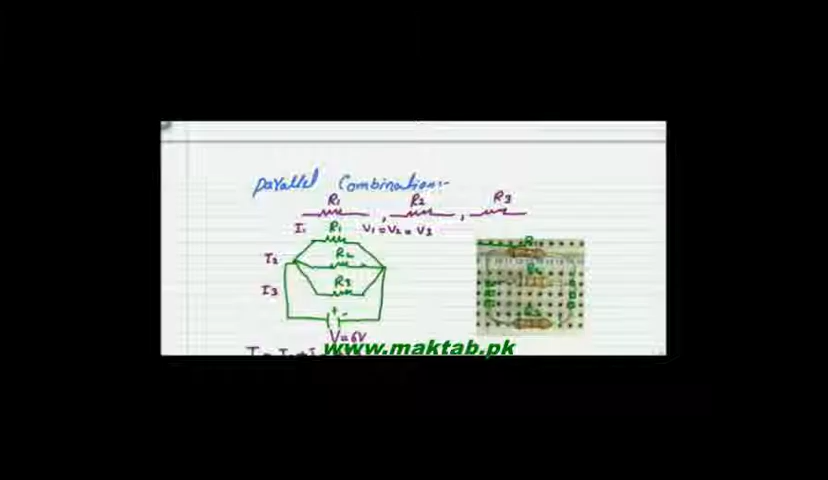 Parallel Combination:-
R1 , R2 , R3
I1 R1 V1 = V2 = V3
I2 R2
I3 R3
+ -
V=6V
www.maktab.pk